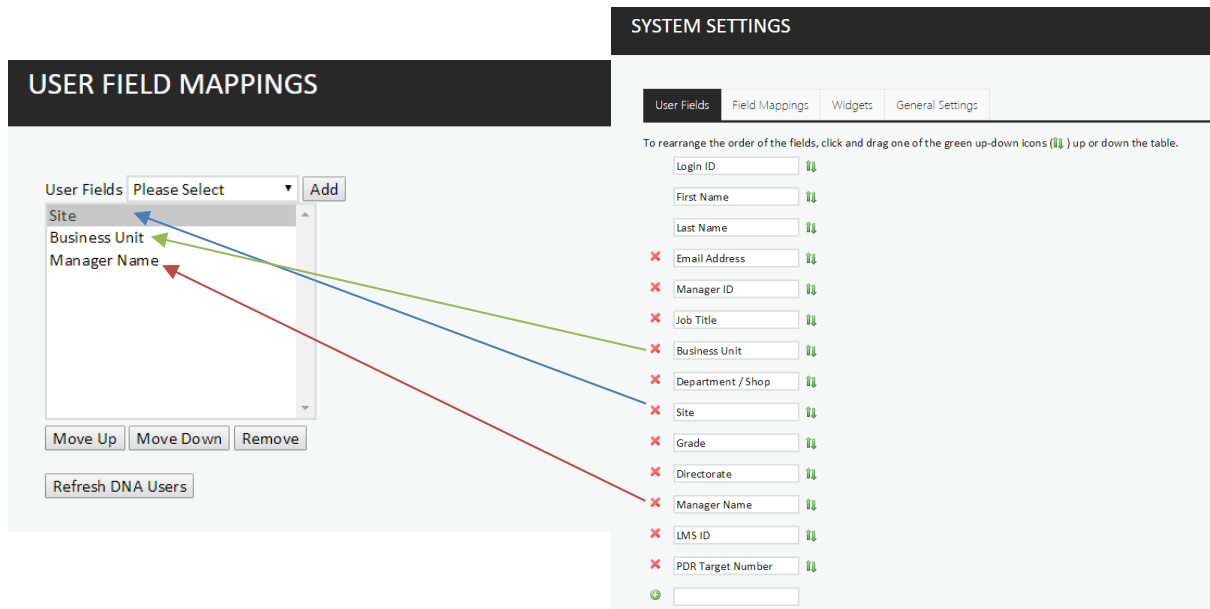 USER FIELD MAPPINGS
User Fields Please Select Add
Site
Business Unit
Manager Name
Move Up Move Down Remove
Refresh DNA Users
SYSTEM SETTINGS
User Fields Field Mappings Widgets General Settings
To rearrange the order of the fields, click and drag one of the green up-down icons ( ) up or down the table.
Login ID
First Name
Last Name
Email Address
Manager ID
Job Title
Business Unit
Department / Shop
Site
Grade
Directorate
Manager Name
LMS ID
PDR Target Number